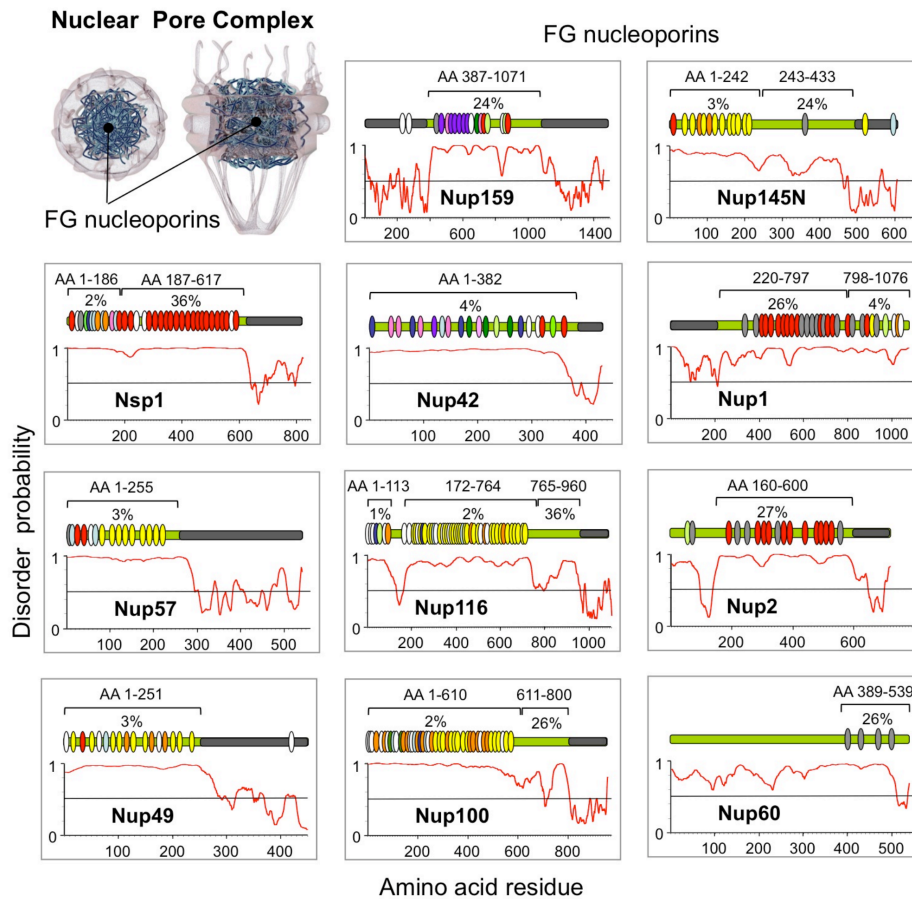 Nuclear Pore Complex
FG nucleoporins
FG nucleoporins
AA 387-1071
24%
1
0
Nup159
200 600 1000 1400
AA 1-242 243-433
3% 24%
1
0
Nup145N
100 200 300 400 500 600
AA 1-186 AA 187-617
2% 36%
1
0
Nsp1
200 400 600 800
AA 1-382
4%
1
0
Nup42
100 200 300 400
220-797 798-1076
26% 4%
1
0
Nup1
200 400 600 800 1000
AA 1-255
3%
1
0
Nup57
100 200 300 400 500
AA 1-113 172-764 765-960
1% 2% 36%
1
0
Nup116
200 400 600 800 1000
AA 160-600
27%
1
0
Nup2
200 400 600
AA 1-251
3%
1
0
Nup49
100 200 300 400
AA 1-610 611-800
2% 26%
1
0
Nup100
200 400 600 800
AA 389-539
26%
1
0
Nup60
100 200 300 400 500
Disorder probability
Amino acid residue